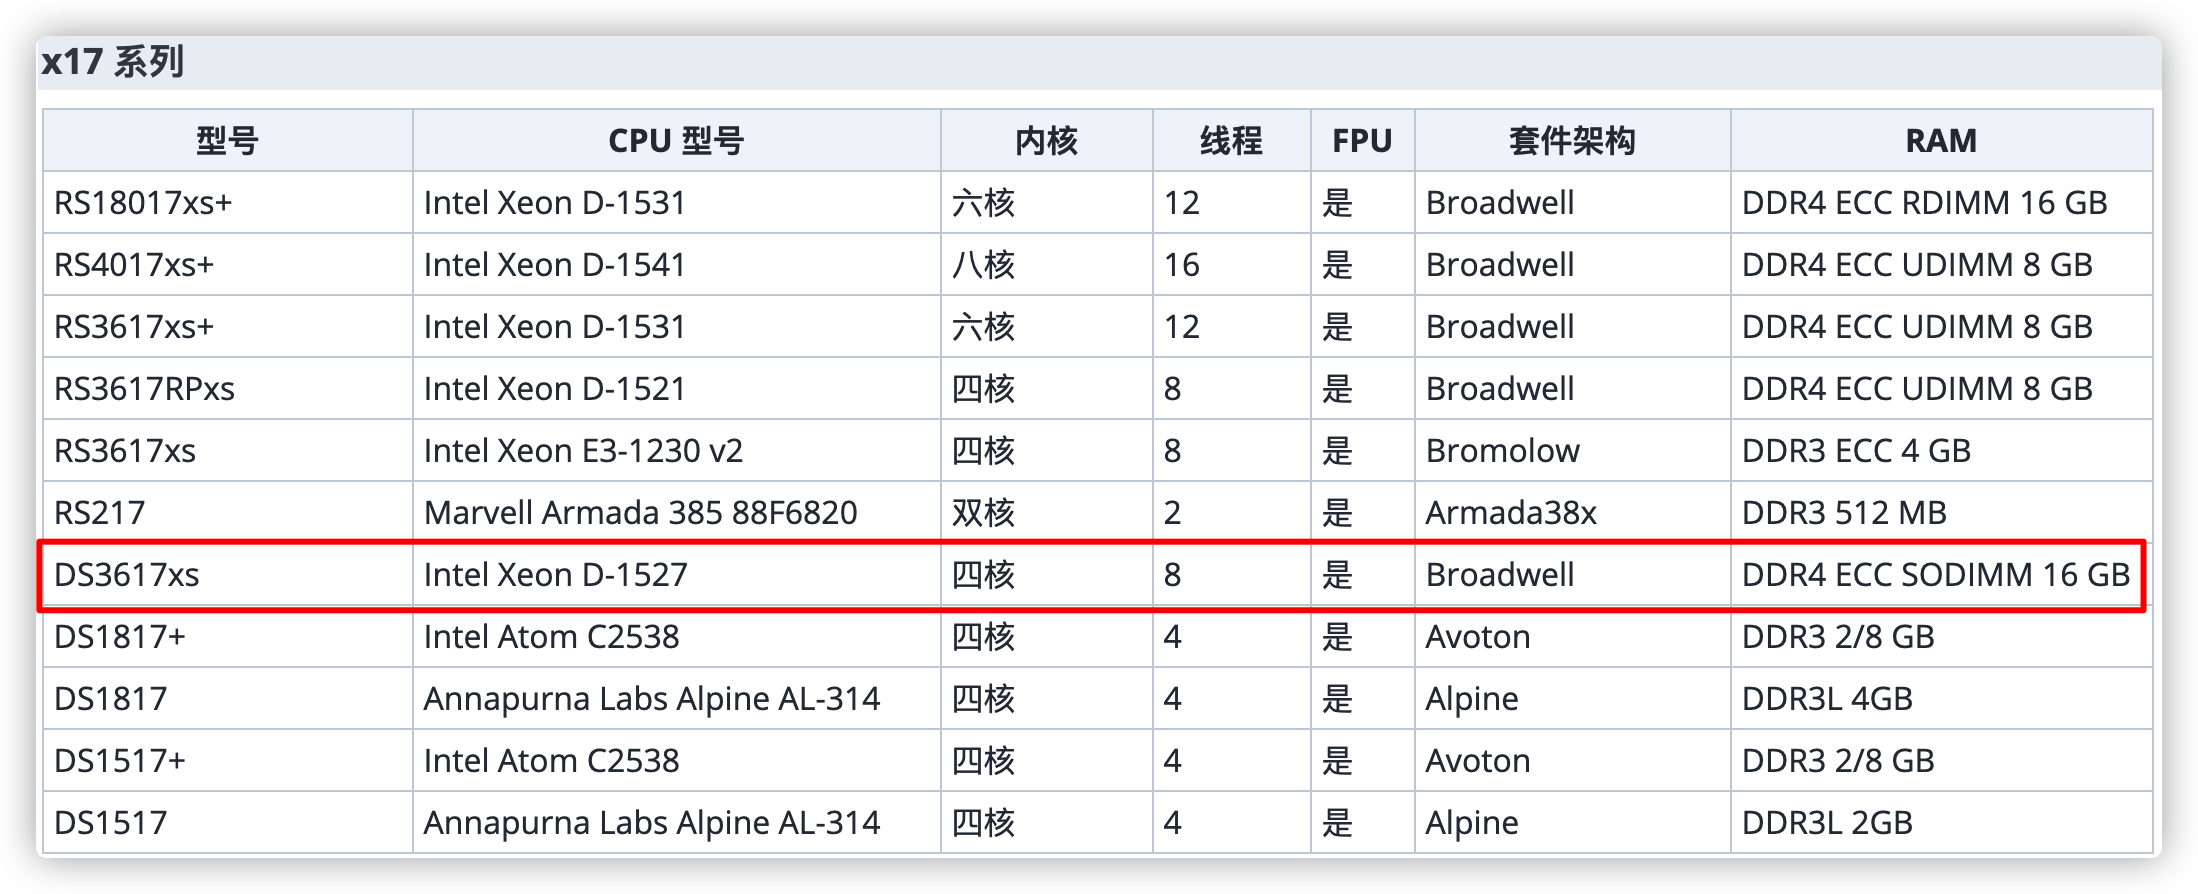 x17 系列
型号 CPU 型号 内核 线程 FPU 套件架构 RAM
RS18017xs+ Intel Xeon D-1531 六核 12 是 Broadwell DDR4 ECC RDIMM 16 GB
RS4017xs+ Intel Xeon D-1541 八核 16 是 Broadwell DDR4 ECC UDIMM 8 GB
RS3617xs+ Intel Xeon D-1531 六核 12 是 Broadwell DDR4 ECC UDIMM 8 GB
RS3617RPxs Intel Xeon D-1521 四核 8 是 Broadwell DDR4 ECC UDIMM 8 GB
RS3617xs Intel Xeon E3-1230 v2 四核 8 是 Bromolow DDR3 ECC 4 GB
RS217 Marvell Armada 385 88F6820 双核 2 是 Armada38x DDR3 512 MB
DS3617xs Intel Xeon D-1527 四核 8 是 Broadwell DDR4 ECC SODIMM 16 GB
DS1817+ Intel Atom C2538 四核 4 是 Avoton DDR3 2/8 GB
DS1817 Annapurna Labs Alpine AL-314 四核 4 是 Alpine DDR3L 4GB
DS1517+ Intel Atom C2538 四核 4 是 Avoton DDR3 2/8 GB
DS1517 Annapurna Labs Alpine AL-314 四核 4 是 Alpine DDR3L 2GB